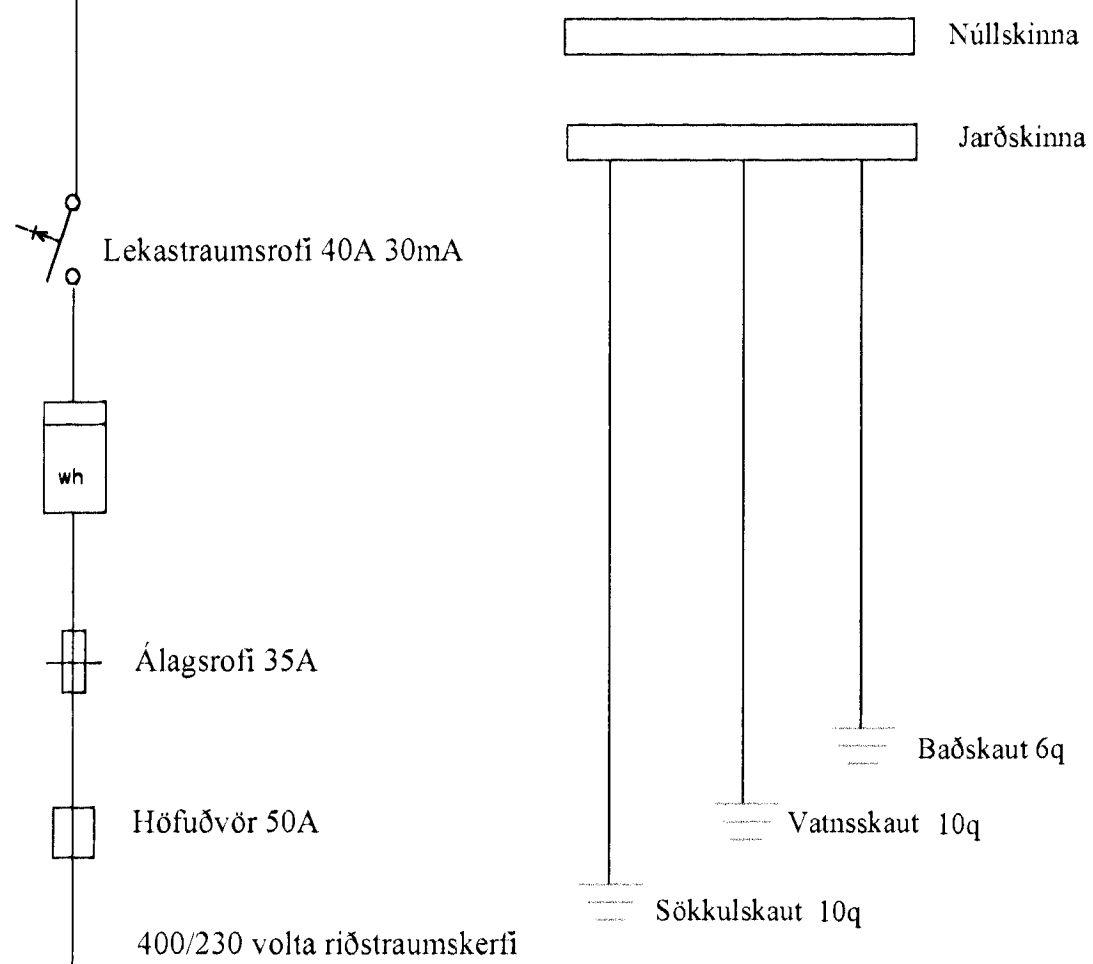 Núllskinna
Jarðskinna
Lekastraumsrofi 40A 30mA
wh
Álagsrofi 35A
Baðskaut 6q
Höfuðvör 50A
Vatnsskaut 10q
Sökkulskaut 10q
400/230 volta riðstraumskerfi